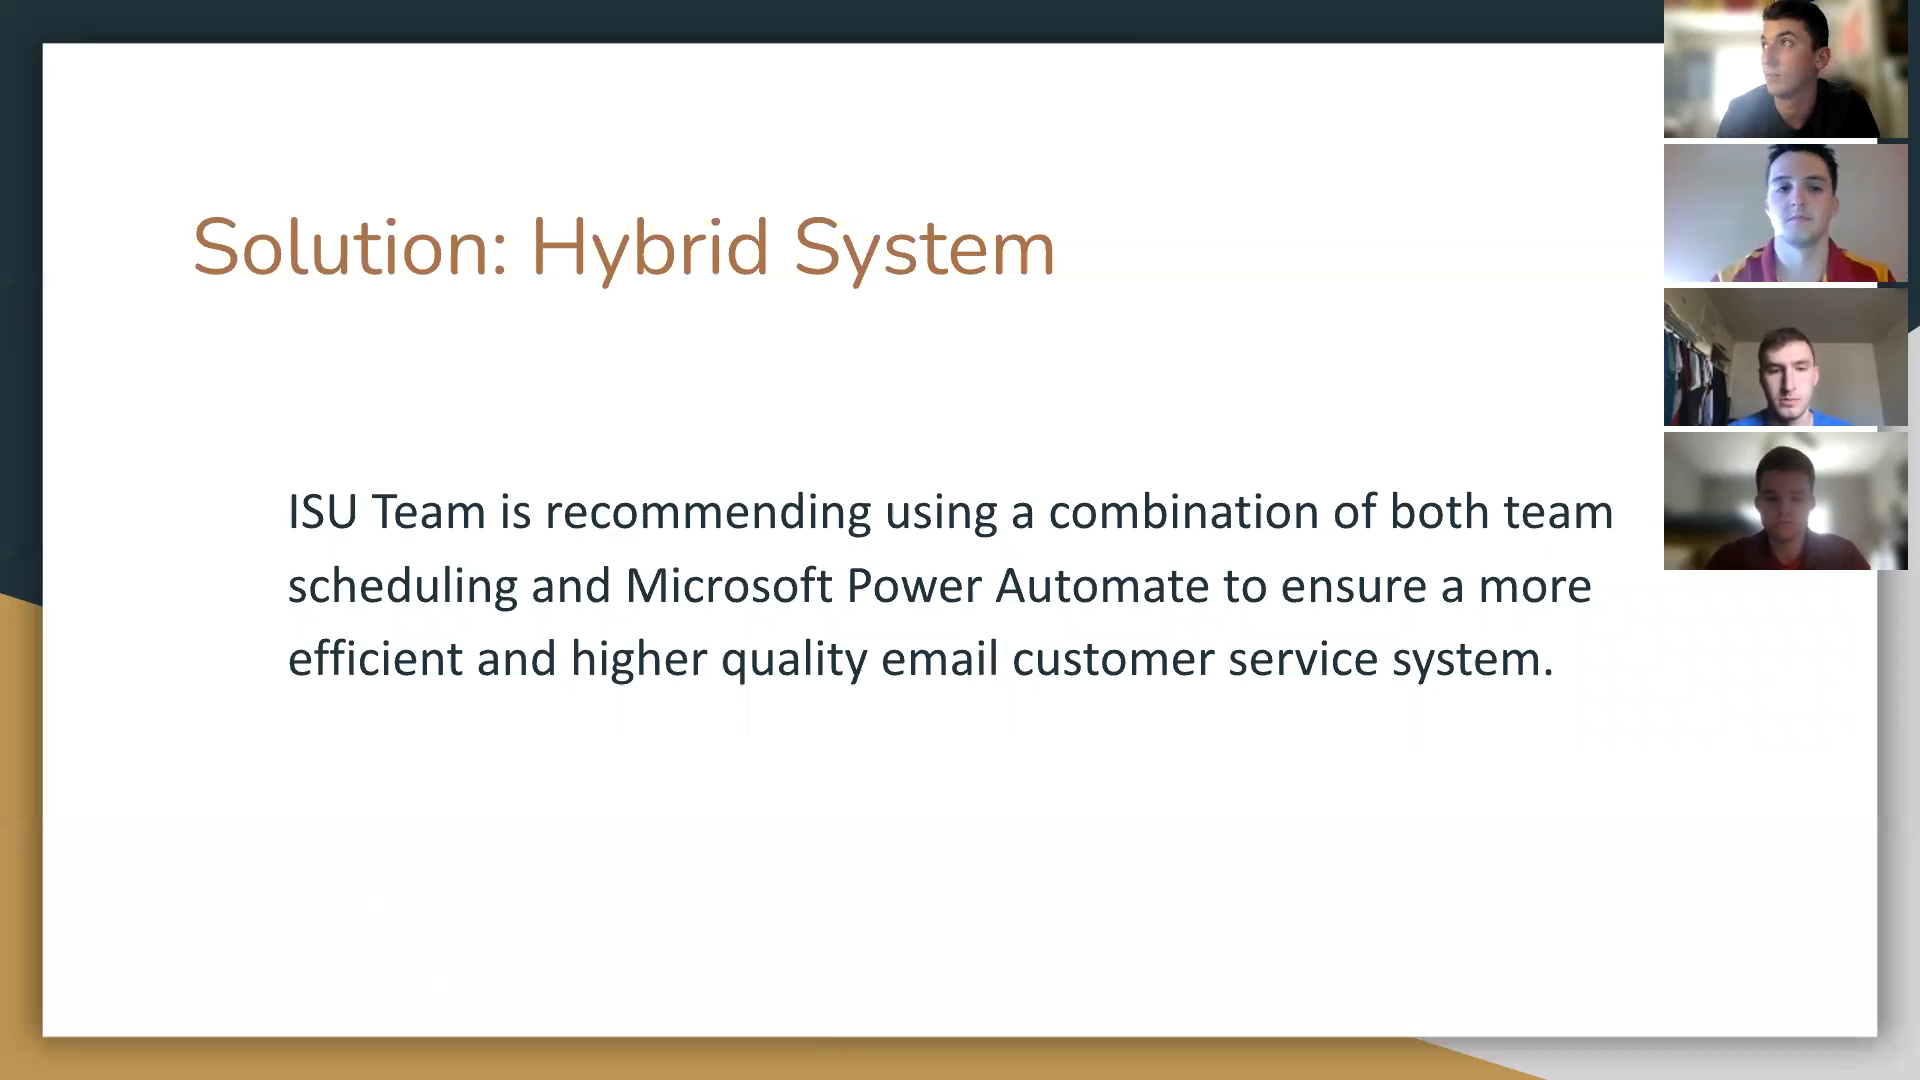 Solution: Hybrid System
ISU Team is recommending using a combination of both team
scheduling and Microsoft Power Automate to ensure a more
efficient and higher quality email customer service system.